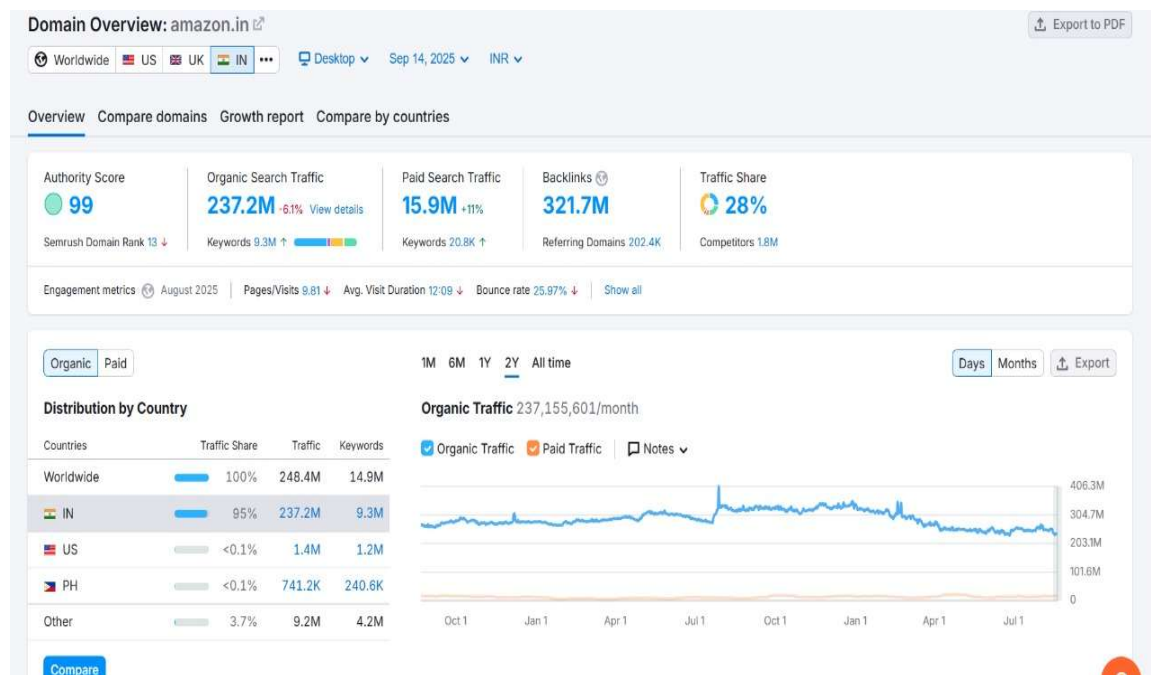 Domain Overview: amazon.in
Export to PDF
Worldwide US UK IN ••• Desktop Sep 14, 2025 INR
Overview Compare domains Growth report Compare by countries
Authority Score Organic Search Traffic Paid Search Traffic Backlinks Traffic Share
99 237.2M -6.1% View details 15.9M +11% 321.7M 28%
Semrush Domain Rank 13 ↓ Keywords 9.3M ↑ Keywords 20.8K ↑ Referring Domains 202.4K Competitors 1.8M
Engagement metrics August 2025 Pages/Visits 9.81 ↓ Avg. Visit Duration 12:09 ↓ Bounce rate 25.97% ↓ Show all
Organic Paid
Distribution by Country
Countries Traffic Share Traffic Keywords
Worldwide 100% 248.4M 14.9M
IN 95% 237.2M 9.3M
US <0.1% 1.4M 1.2M
PH <0.1% 741.2K 240.6K
Other 3.7% 9.2M 4.2M
Compare
1M 6M 1Y 2Y All time
Days Months Export
Organic Traffic 237,155,601/month
Organic Traffic Paid Traffic Notes
406.3M
304.7M
203.1M
101.6M
0
Oct 1 Jan 1 Apr 1 Jul 1 Oct 1 Jan 1 Apr 1 Jul 1